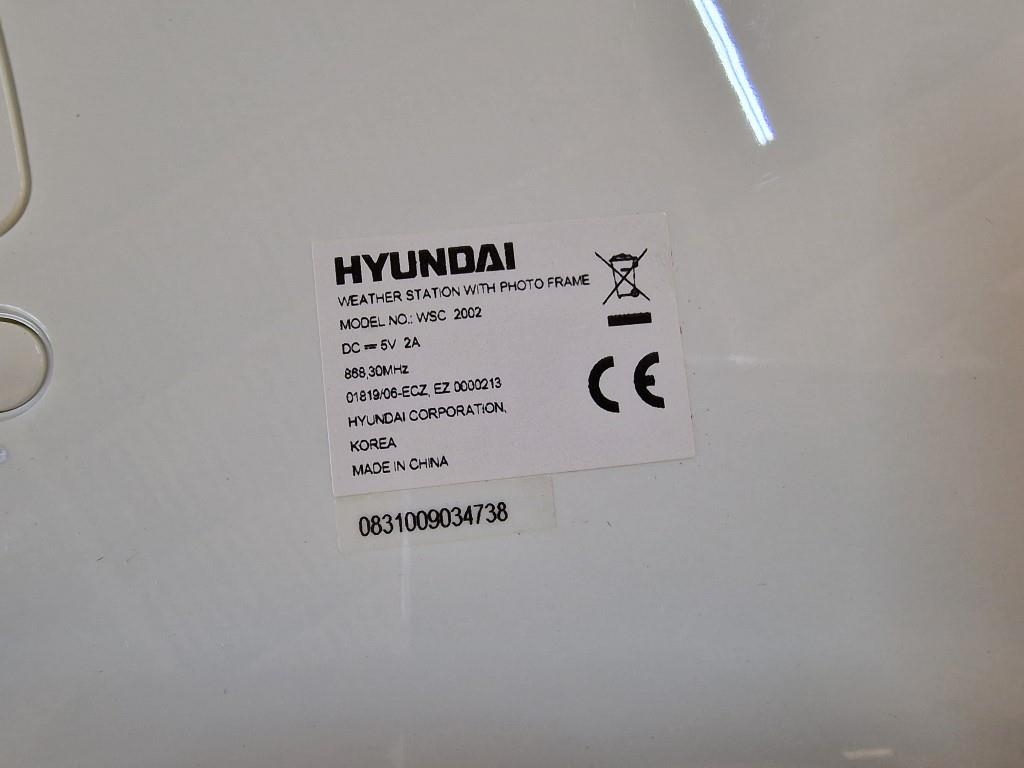 HYUNDAI
WEATHER STATION WITH PHOTO FRAME
MODEL NO.: WSC 2002
DC ⎓ 5V 2A
868,30MHz
01819/06-ECZ, EZ 0000213
HYUNDAI CORPORATION,
KOREA
MADE IN CHINA
CE
0831009034738